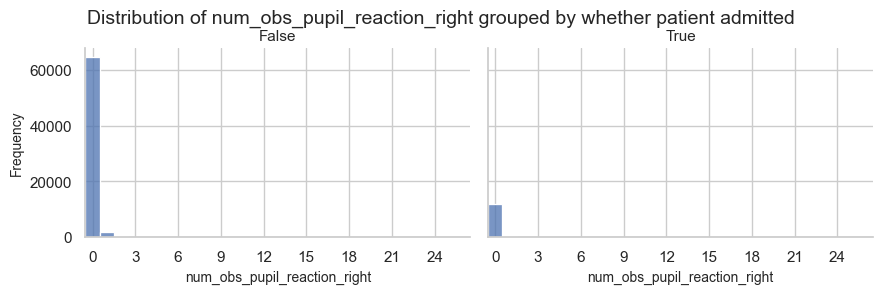 Distribution of num_obs_pupil_reaction_right grouped by whether patient admitted
False
True
Frequency
60000
40000
20000
0
0 3 6 9 12 15 18 21 24
0 3 6 9 12 15 18 21 24
num_obs_pupil_reaction_right
num_obs_pupil_reaction_right